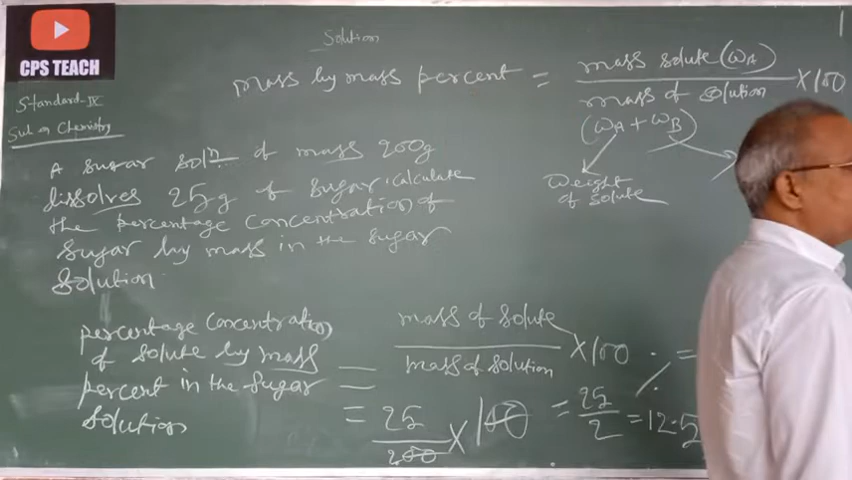 CPS TEACH
Solution
Standard-IX
Sub on Chemistry
mass by mass percent = mass solute (WA) / mass of solution × 100
(WA + WB)
Weight
of solute
A sugar soln of mass 200g
dissolves 25g of sugar, calculate
the percentage concentration of
sugar by mass in the sugar
solution
percentage concentration
of solute by mass
percent in the sugar
solution
= mass of solute / mass of solution × 100 % =
= 25 / 200 × 100 = 25 / 2 = 12.5